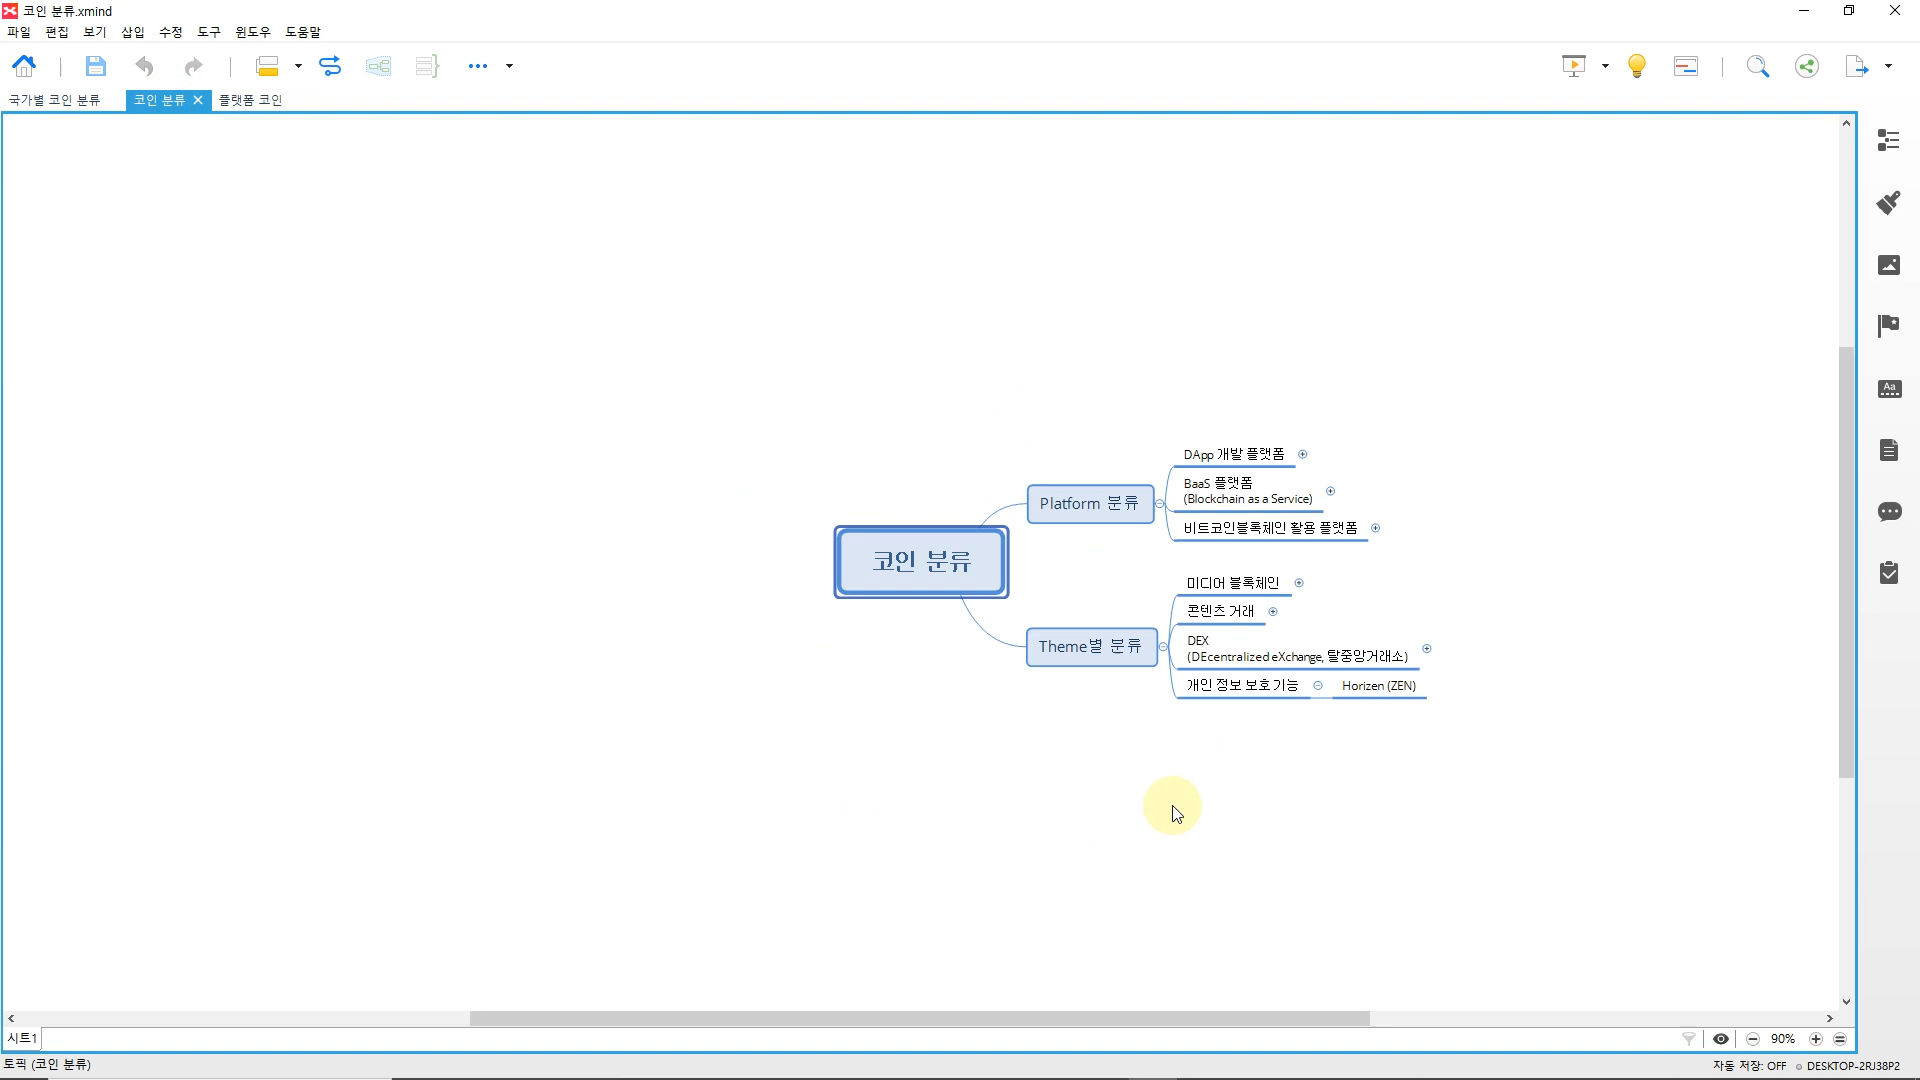 코인 분류.xmind
파일 편집 보기 삽입 수정 도구 윈도우 도움말
국가별 코인 분류 코인 분류 플랫폼 코인
DApp 개발 플랫폼
BaaS 플랫폼
(Blockchain as a Service)
Platform 분류
비트코인블록체인 활용 플랫폼
코인 분류
미디어 블록체인
콘텐츠 거래
DEX
(DEcentralized eXchange, 탈중앙거래소)
Theme별 분류
개인 정보 보호 기능 Horizen (ZEN)
Aa
시트1
90%
토픽 (코인 분류)
자동 저장: OFF DESKTOP-2RJ38P2